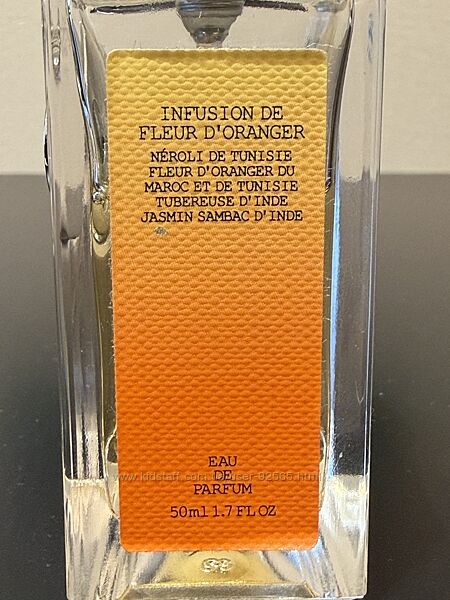 INFUSION DE
FLEUR D'ORANGER
NÉROLI DE TUNISIE
FLEUR D'ORANGER DU
MAROC ET DE TUNISIE
TUBEREUSE D'INDE
JASMIN SAMBAC D'INDE
EAU
DE
PARFUM
50ml 1.7 FL OZ